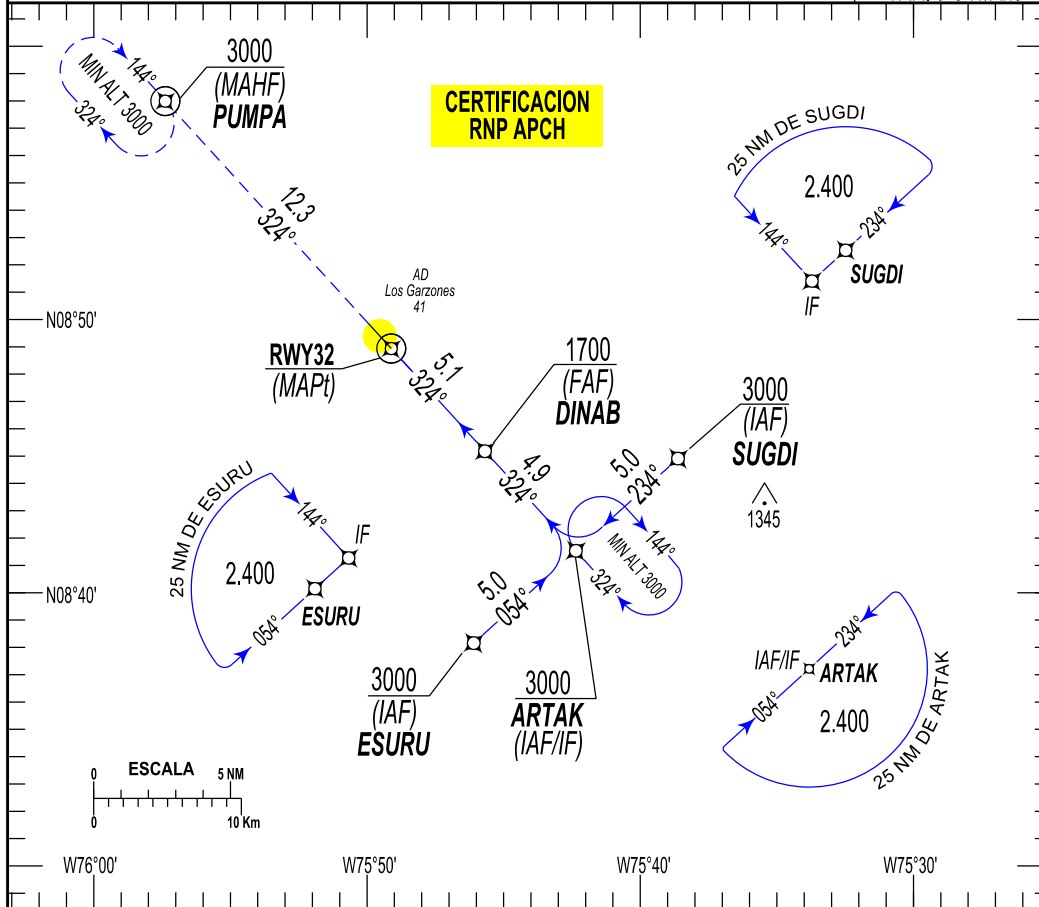 3000
(MAHF)
PUMPA
144°
MIN ALT 3000
324°
CERTIFICACION
RNP APCH
25 NM DE SUGDI
2.400
144°
234°
SUGDI
IF
12.3
324°
AD
Los Garzones
41
N08°50'
RWY32
(MAPt)
5.1
324°
1700
(FAF)
DINAB
3000
(IAF)
SUGDI
4.9
324°
5.0
234°
1345
25 NM DE ESURU
144°
IF
2.400
ESURU
054°
144°
MIN ALT 3000
324°
N08°40'
5.0
054°
3000
(IAF)
ESURU
3000
ARTAK
(IAF/IF)
234°
IAF/IF
ARTAK
054°
2.400
25 NM DE ARTAK
0 ESCALA 5 NM
0 10 Km
W76°00'
W75°50'
W75°40'
W75°30'